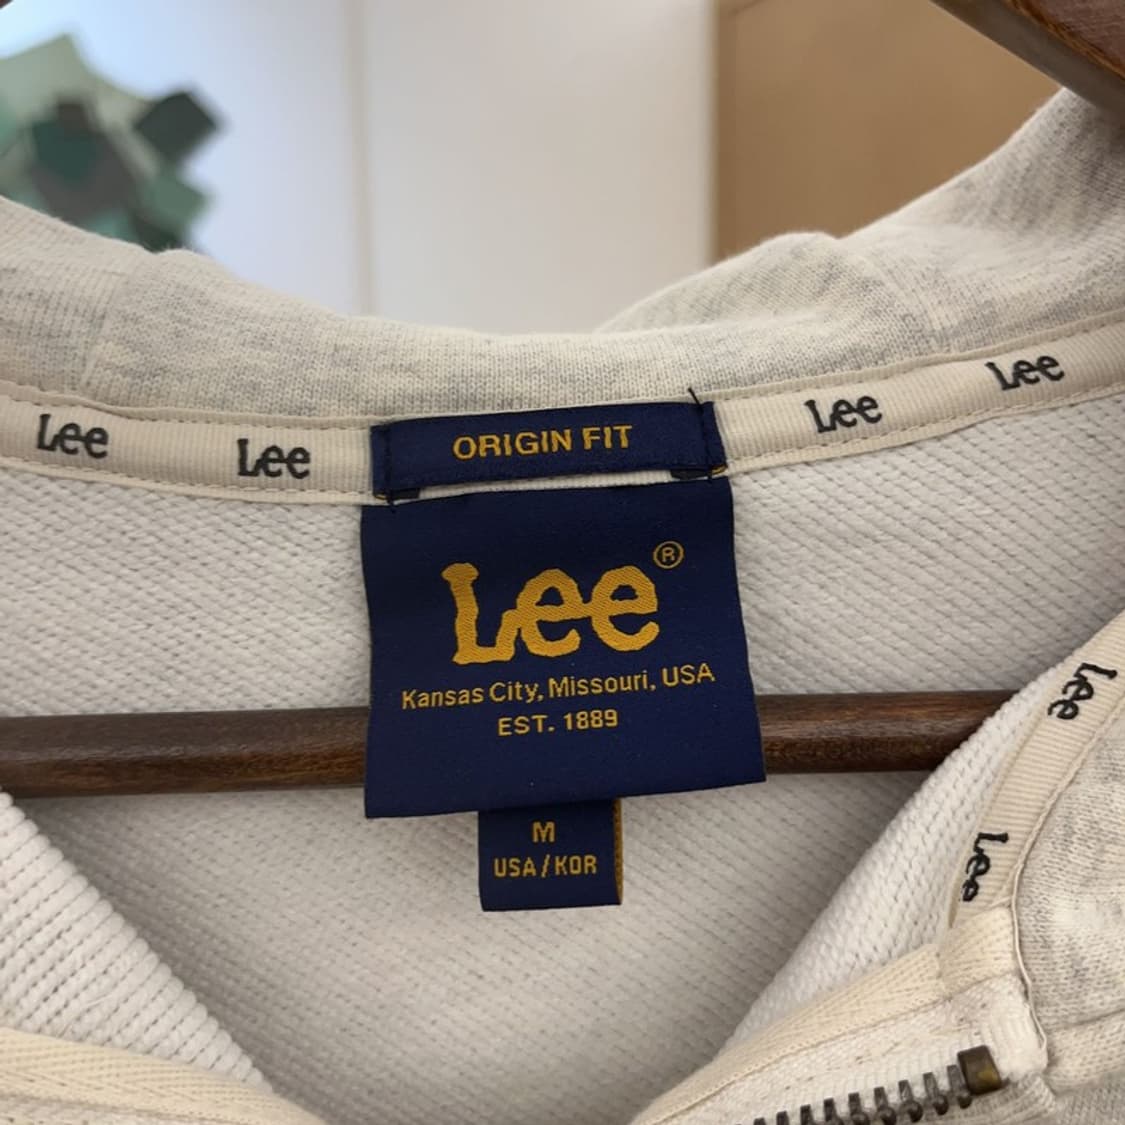 Lee
Lee
ORIGIN FIT
Lee
Lee
Lee®
Kansas City, Missouri, USA
EST. 1889
M
USA/KOR
Lee
Lee